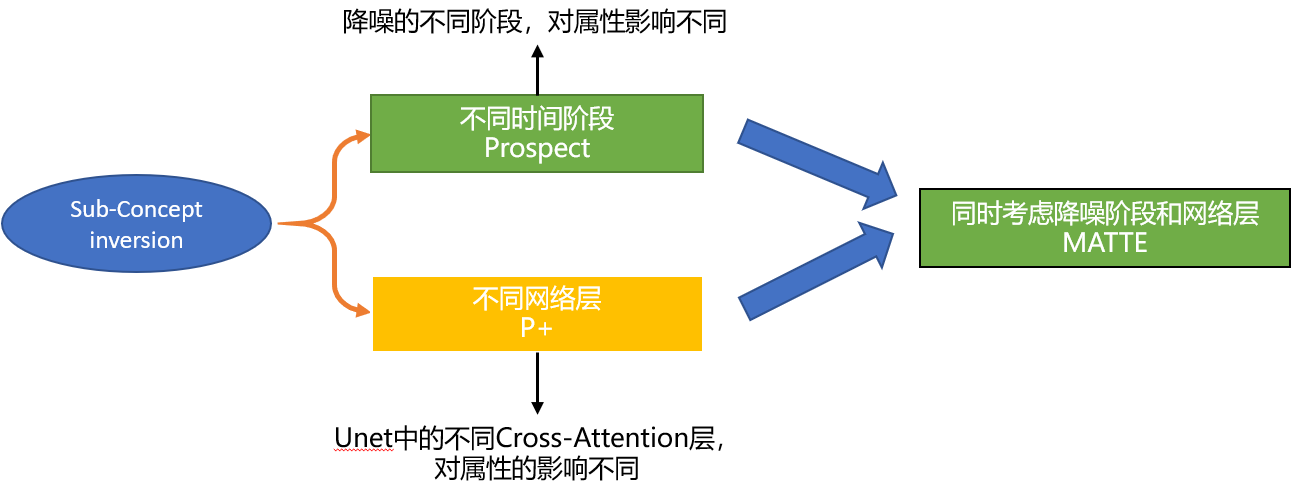 降噪的不同阶段，对属性影响不同
不同时间阶段
Prospect
Sub-Concept
inversion
同时考虑降噪阶段和网络层
MATTE
不同网络层
P+
Unet中的不同Cross-Attention层，
对属性的影响不同